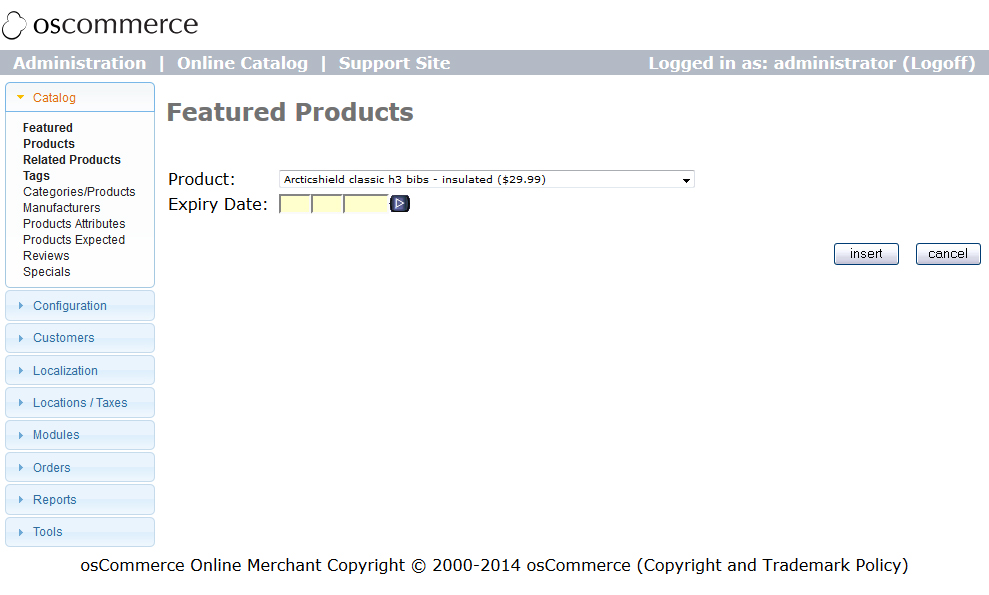 oscommerce
Administration | Online Catalog | Support Site
Logged in as: administrator (Logoff)
Catalog
Featured
Products
Related Products
Tags
Categories/Products
Manufacturers
Products Attributes
Products Expected
Reviews
Specials
Configuration
Customers
Localization
Locations / Taxes
Modules
Orders
Reports
Tools
Featured Products
Product: Arcticshield classic h3 bibs - insulated ($29.99)
Expiry Date:
insert cancel
osCommerce Online Merchant Copyright © 2000-2014 osCommerce (Copyright and Trademark Policy)